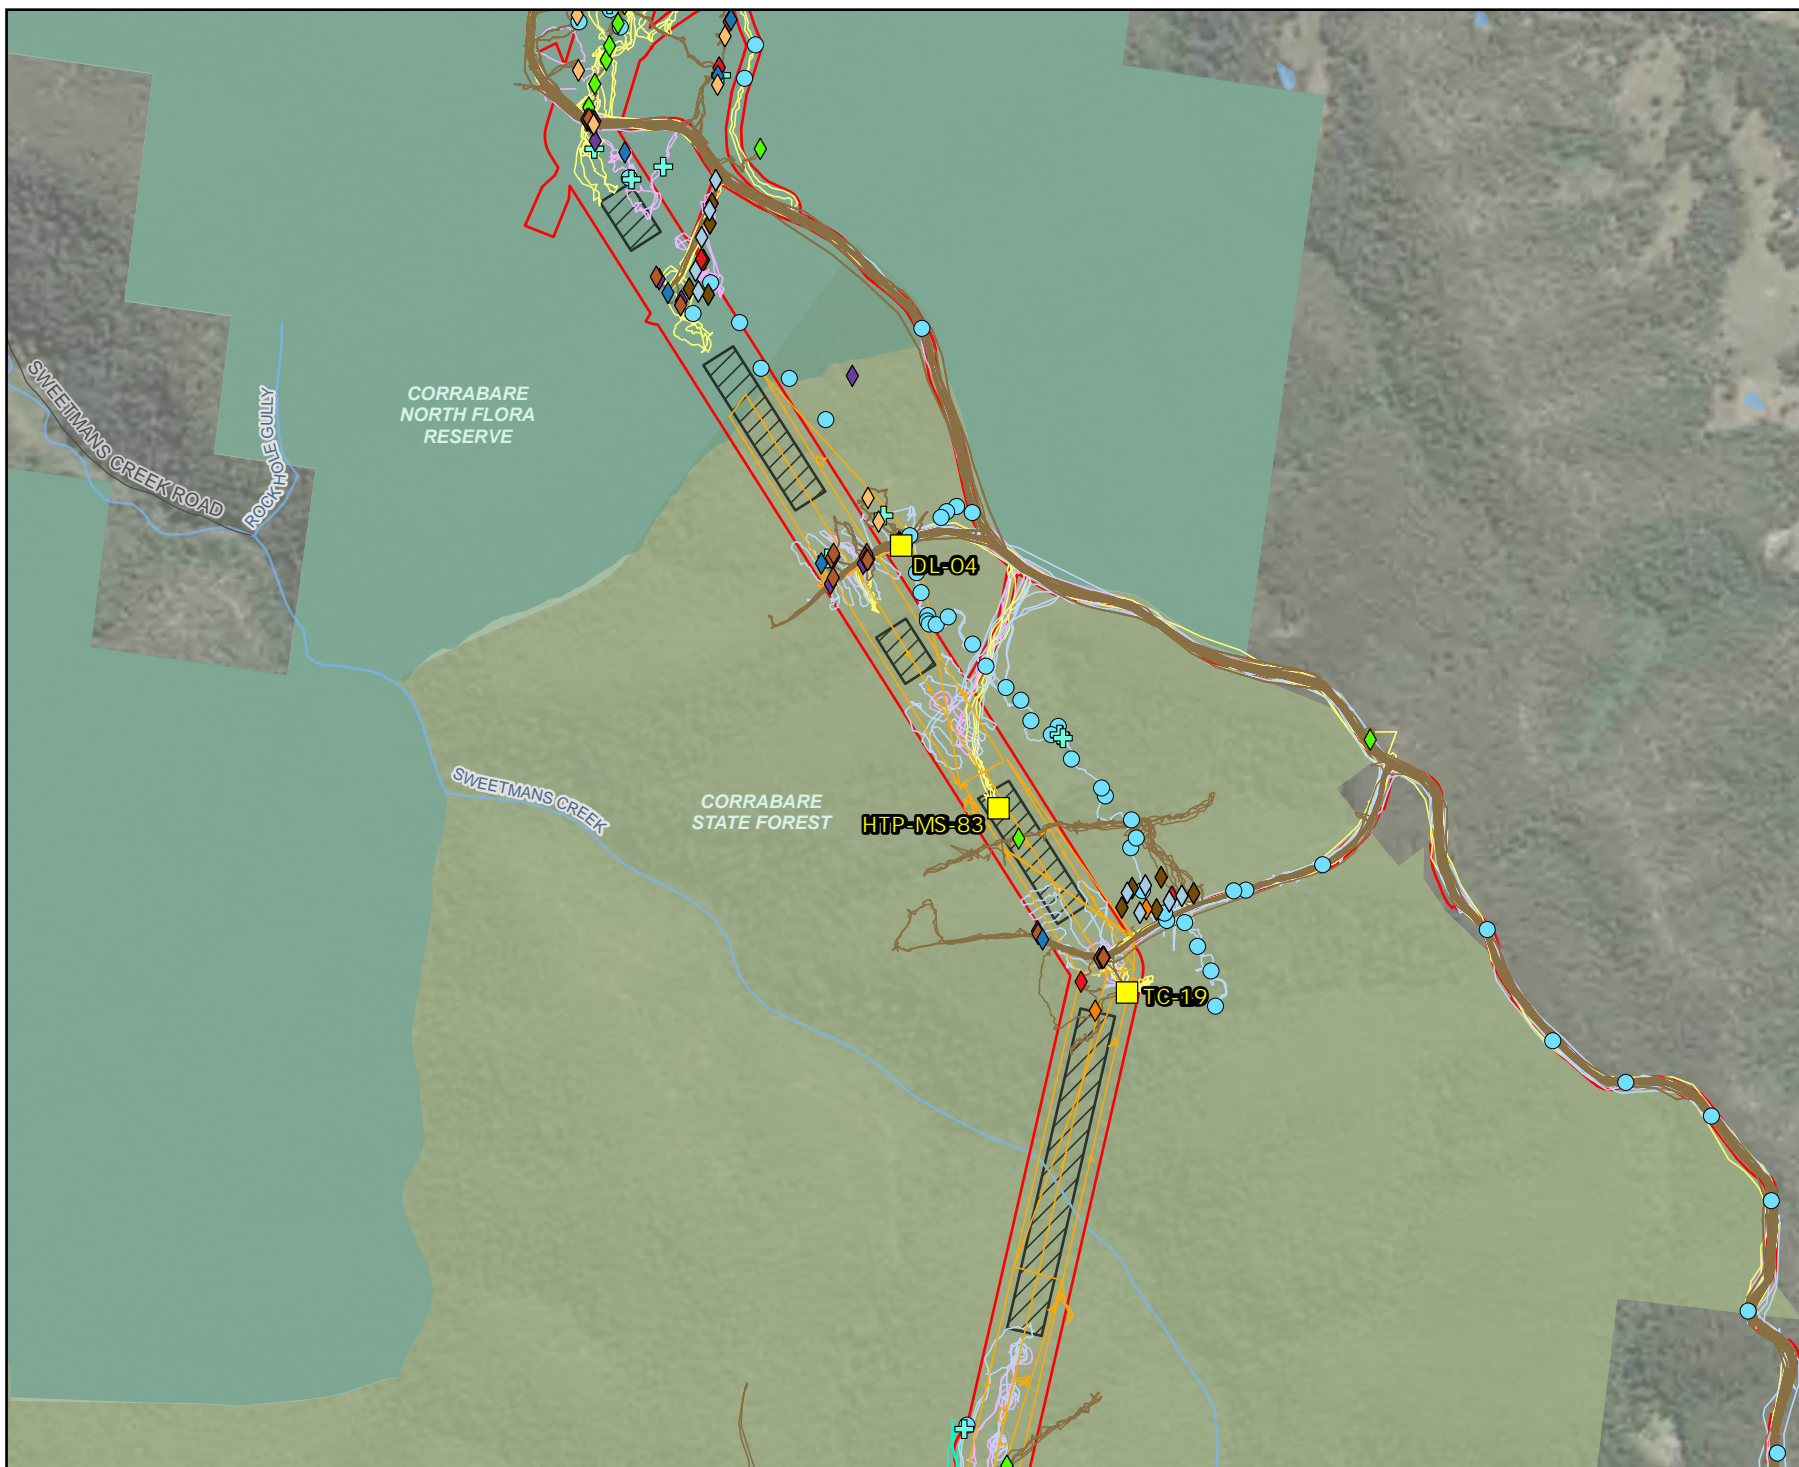 SWEETMANS CREEK ROAD
ROCKHOLE GULLY
CORRABARE
NORTH FLORA
RESERVE
DL-04
SWEETMANS CREEK
CORRABARE
STATE FOREST
HTP-MS-83
TC-19